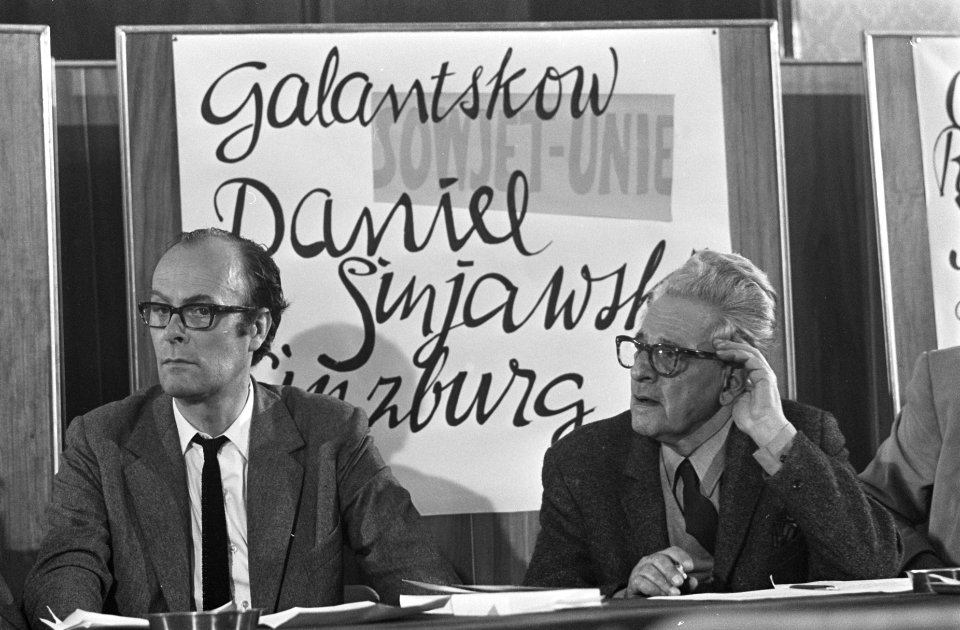 Galantskow
SOWJET-UNIE
Daniel
Sinjawsk
Ginzburg